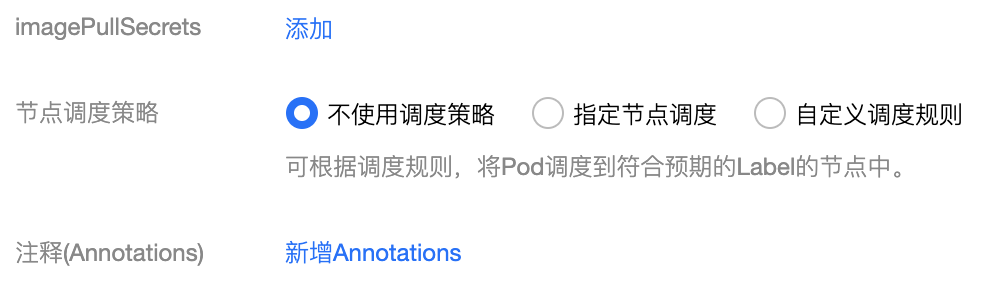 imagePullSecrets 添加
节点调度策略 不使用调度策略 指定节点调度 自定义调度规则
可根据调度规则，将Pod调度到符合预期的Label的节点中。
注释(Annotations) 新增Annotations